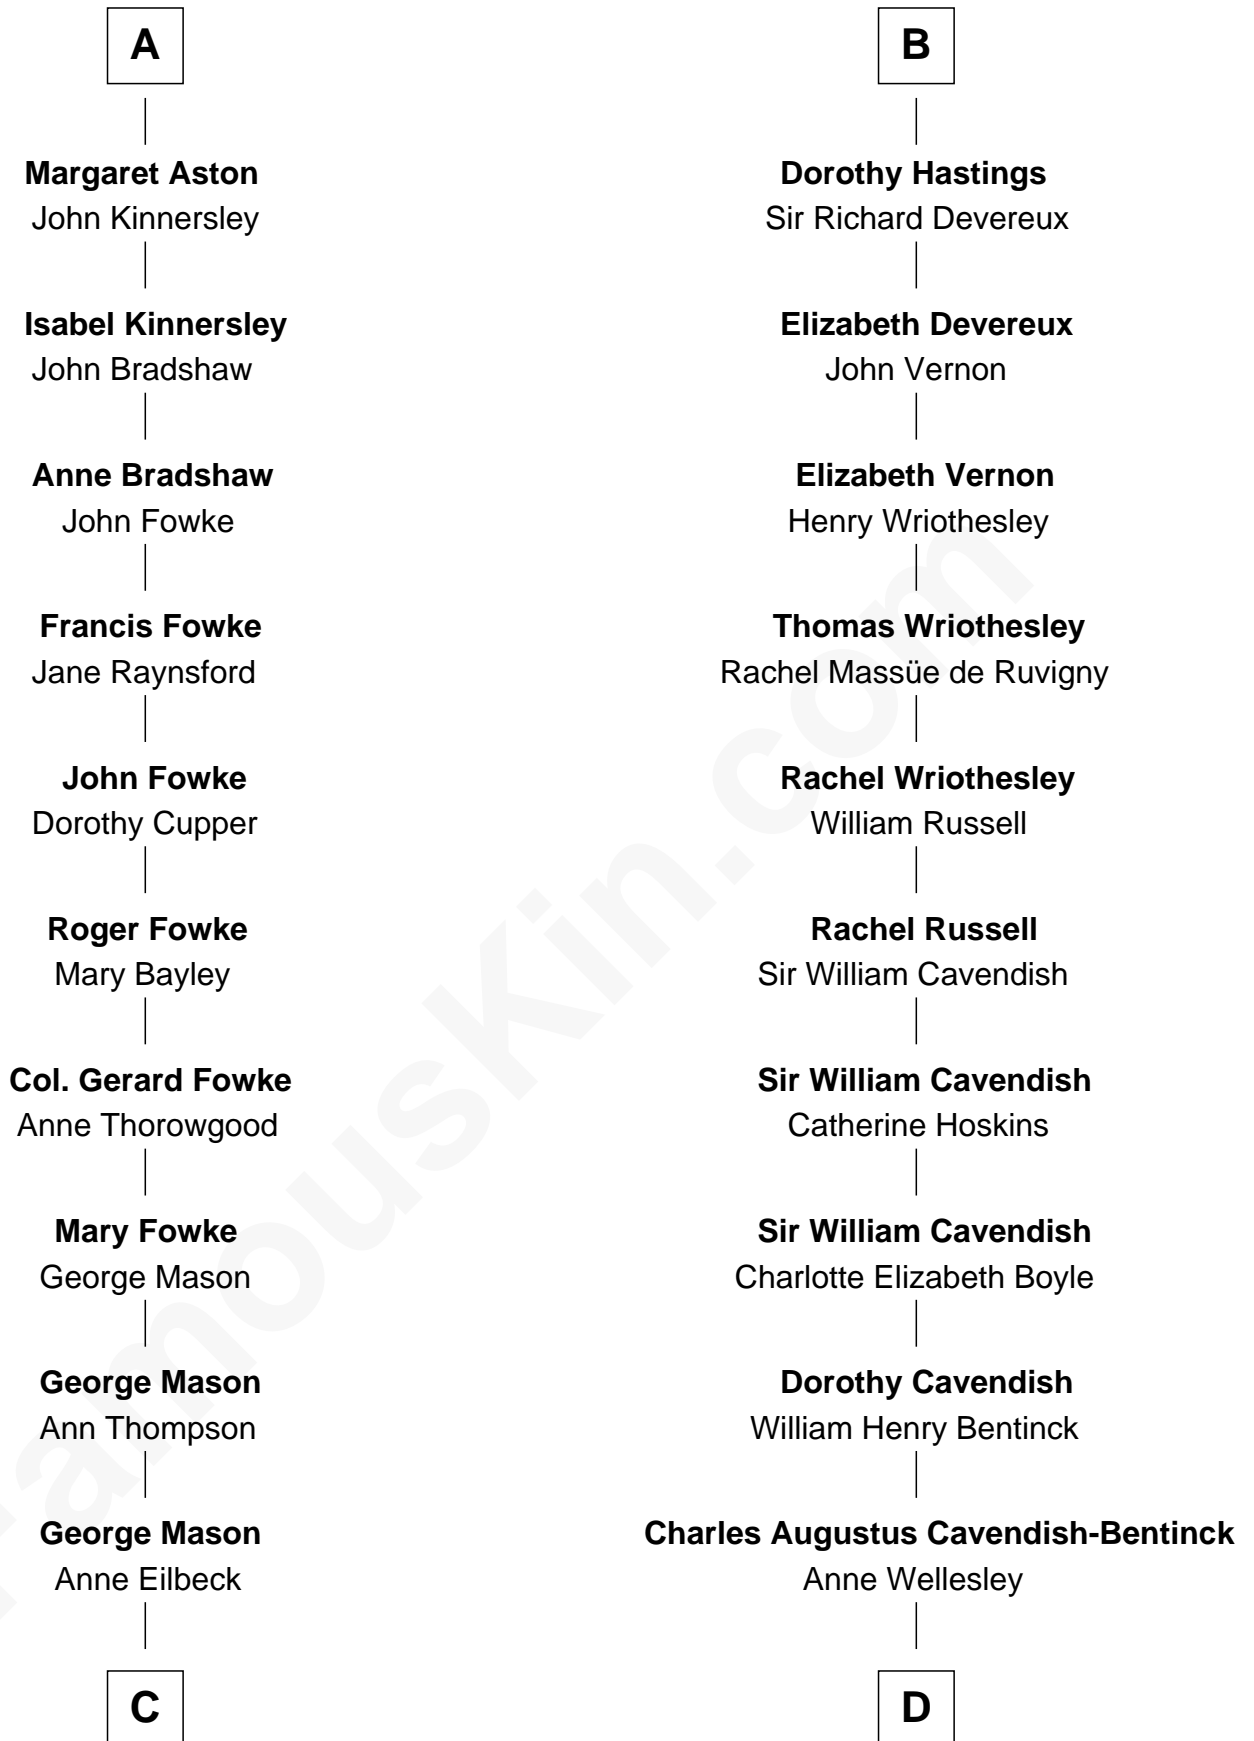 A
Margaret Aston
John Kinnersley
Isabel Kinnersley
John Bradshaw
Anne Bradshaw
John Fowke
Francis Fowke
Jane Raynsford
John Fowke
Dorothy Cupper
Roger Fowke
Mary Bayley
Col. Gerard Fowke
Anne Thorowgood
Mary Fowke
George Mason
George Mason
Ann Thompson
George Mason
Anne Eilbeck
C
B
Dorothy Hastings
Sir Richard Devereux
Elizabeth Devereux
John Vernon
Elizabeth Vernon
Henry Wriothesley
Thomas Wriothesley
Rachel Massüe de Ruvigny
Rachel Wriothesley
William Russell
Rachel Russell
Sir William Cavendish
Sir William Cavendish
Catherine Hoskins
Sir William Cavendish
Charlotte Elizabeth Boyle
Dorothy Cavendish
William Henry Bentinck
Charles Augustus Cavendish-Bentinck
Anne Wellesley
D
FamousKin.com